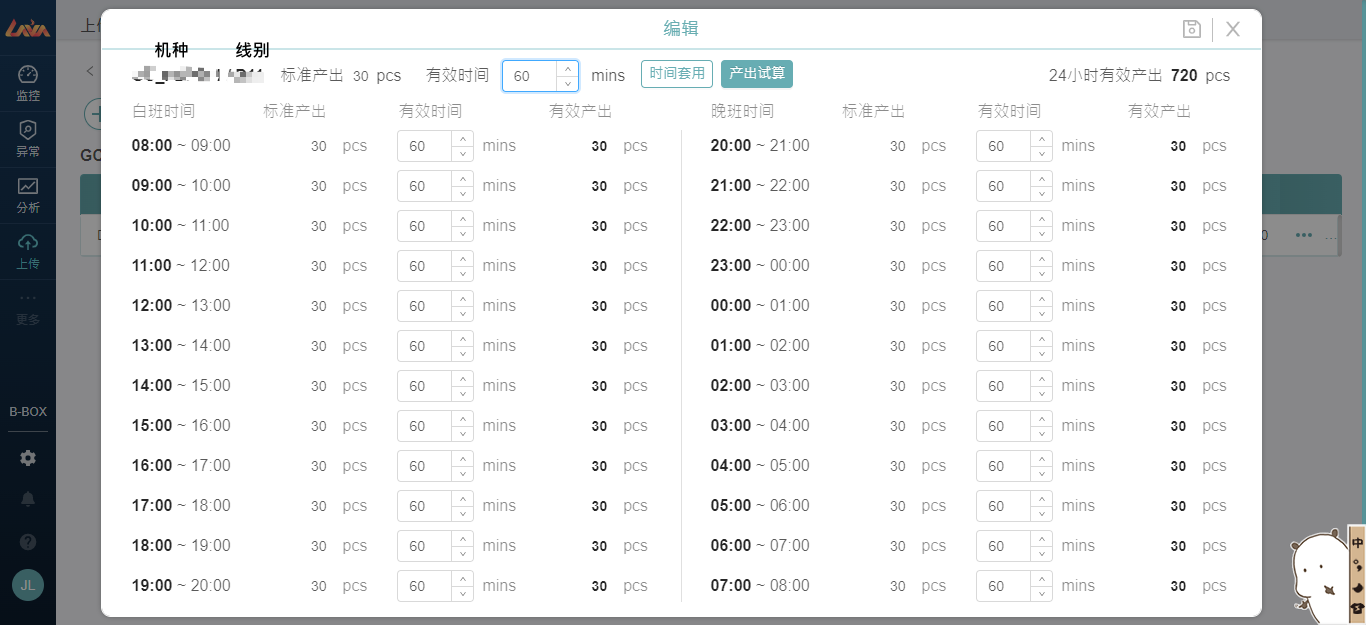 上
编辑
机种 线别
标准产出 30 pcs 有效时间 60 mins 时间套用 产出试算 24小时有效产出 720 pcs
白班时间 标准产出 有效时间 有效产出 晚班时间 标准产出 有效时间 有效产出
08:00 ~ 09:00 30 pcs 60 mins 30 pcs 20:00 ~ 21:00 30 pcs 60 mins 30 pcs
09:00 ~ 10:00 30 pcs 60 mins 30 pcs 21:00 ~ 22:00 30 pcs 60 mins 30 pcs
10:00 ~ 11:00 30 pcs 60 mins 30 pcs 22:00 ~ 23:00 30 pcs 60 mins 30 pcs
11:00 ~ 12:00 30 pcs 60 mins 30 pcs 23:00 ~ 00:00 30 pcs 60 mins 30 pcs
12:00 ~ 13:00 30 pcs 60 mins 30 pcs 00:00 ~ 01:00 30 pcs 60 mins 30 pcs
13:00 ~ 14:00 30 pcs 60 mins 30 pcs 01:00 ~ 02:00 30 pcs 60 mins 30 pcs
14:00 ~ 15:00 30 pcs 60 mins 30 pcs 02:00 ~ 03:00 30 pcs 60 mins 30 pcs
15:00 ~ 16:00 30 pcs 60 mins 30 pcs 03:00 ~ 04:00 30 pcs 60 mins 30 pcs
16:00 ~ 17:00 30 pcs 60 mins 30 pcs 04:00 ~ 05:00 30 pcs 60 mins 30 pcs
17:00 ~ 18:00 30 pcs 60 mins 30 pcs 05:00 ~ 06:00 30 pcs 60 mins 30 pcs
18:00 ~ 19:00 30 pcs 60 mins 30 pcs 06:00 ~ 07:00 30 pcs 60 mins 30 pcs
19:00 ~ 20:00 30 pcs 60 mins 30 pcs 07:00 ~ 08:00 30 pcs 60 mins 30 pcs
监控
异常
分析
上传
更多
B-BOX
JL
中